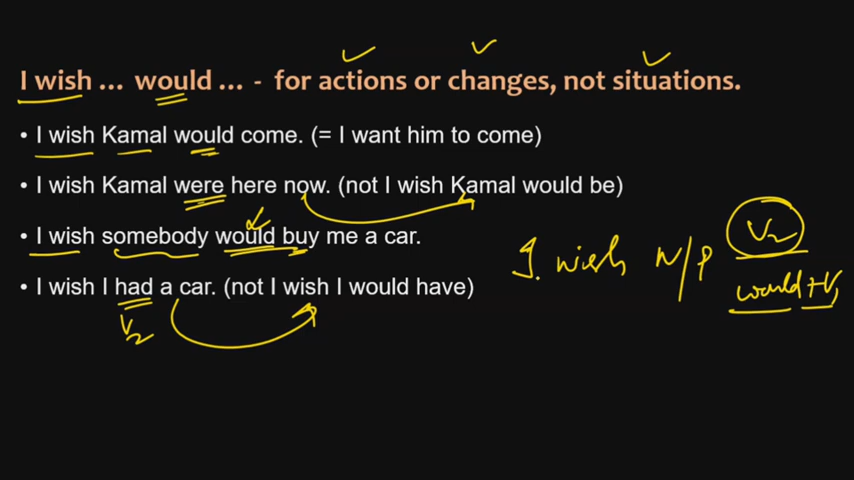 I wish ... would ... - for actions or changes, not situations.
• I wish Kamal would come. (= I want him to come)
• I wish Kamal were here now. (not I wish Kamal would be)
• I wish somebody would buy me a car.
• I wish I had a car. (not I wish I would have)
I wish N/P V2
would+V1
V2